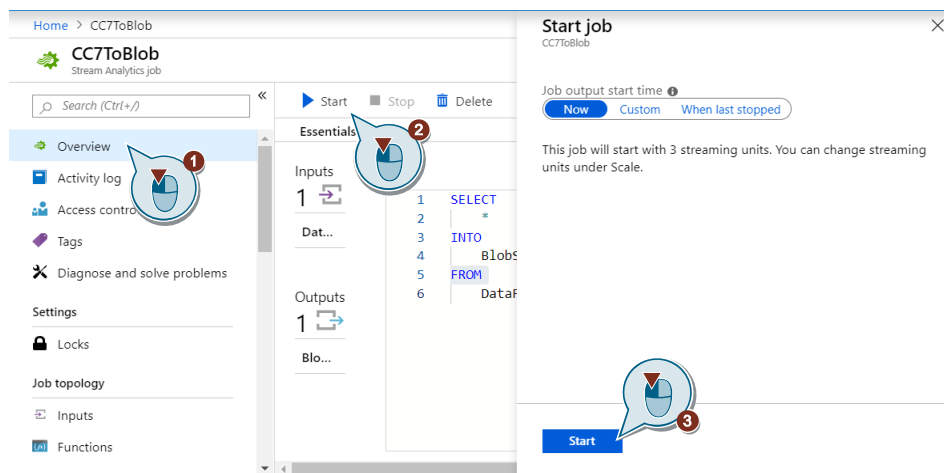 Home > CC7ToBlob
CC7ToBlob
Stream Analytics job
Search (Ctrl+/)
«
Overview
1
Activity log
Access contro
Tags
Diagnose and solve problems
Settings
Locks
Job topology
Inputs
Functions
Start
Stop
Delete
2
Essentials
Inputs
1
Dat...
Outputs
1
Blo...
1 SELECT
2 *
3 INTO
4 BlobS
5 FROM
6 DataF
Start job
CC7ToBlob
Job output start time
Now Custom When last stopped
This job will start with 3 streaming units. You can change streaming
units under Scale.
3
Start